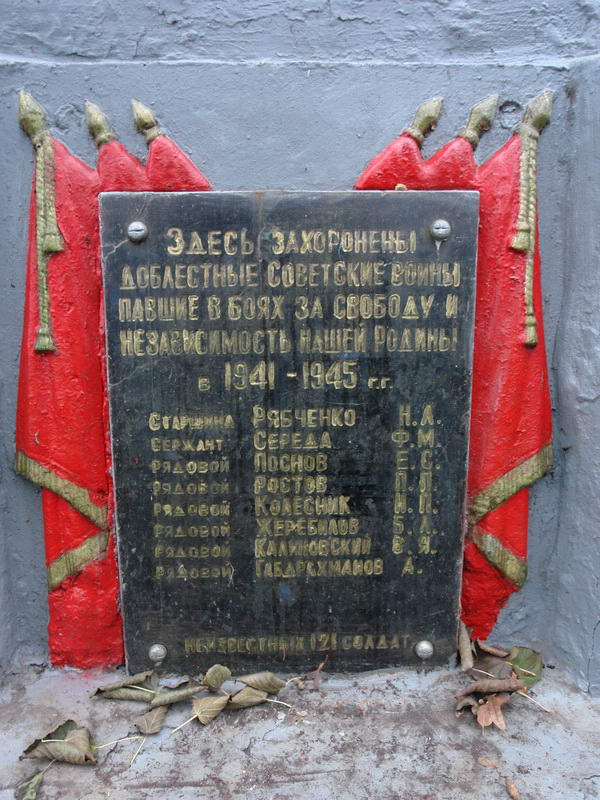 Здесь захоронены
доблестные Советские воины
павшие в боях за свободу и
независимость нашей Родины
в 1941 - 1945 г.г.
Старшина Рябченко Н.А.
Сержант Середа Ф.М.
рядовой Поснов Е.С.
рядовой Ростов П.Л.
рядовой Колесник Н.П.
рядовой Жеребилов Б.Л.
рядовой Калиновский В.Я.
рядовой Габдрахманов А.
неизвестных 121 солдат